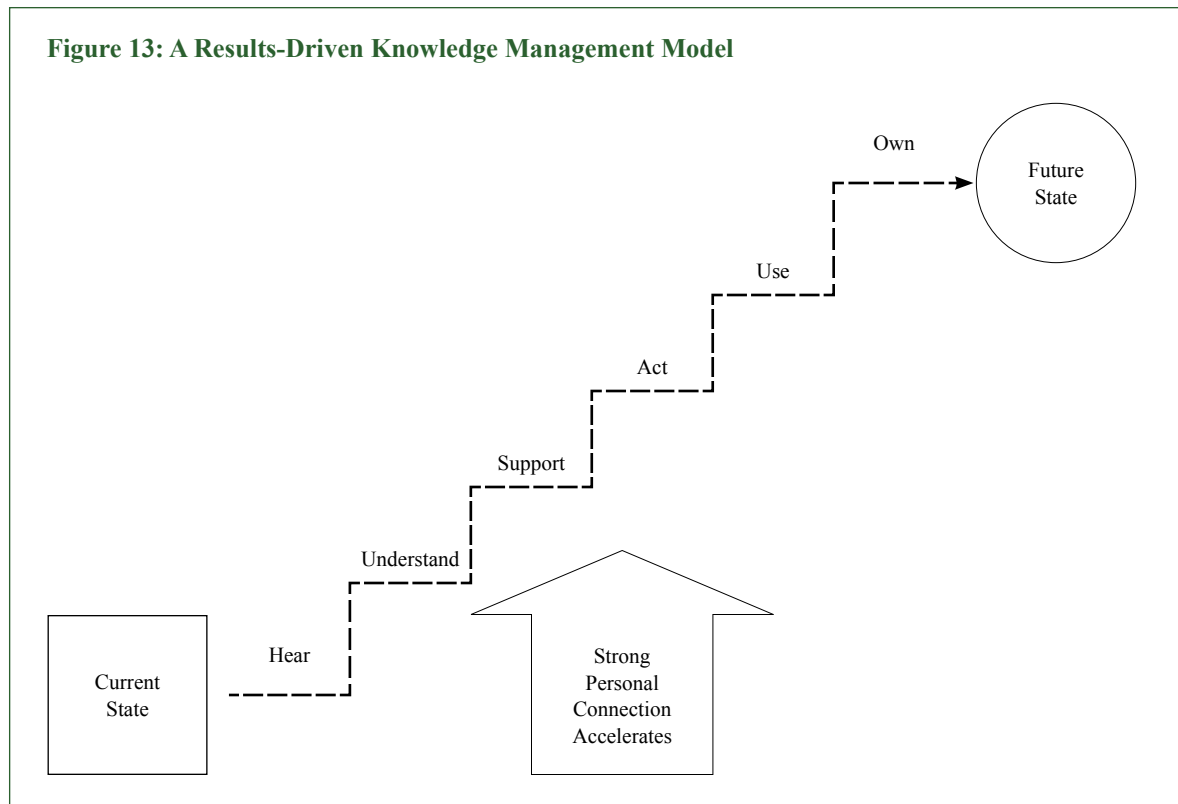 Figure 13: A Results-Driven Knowledge Management Model
Own
Future
State
Use
Act
Support
Understand
Hear
Current
State
Strong
Personal
Connection
Accelerates